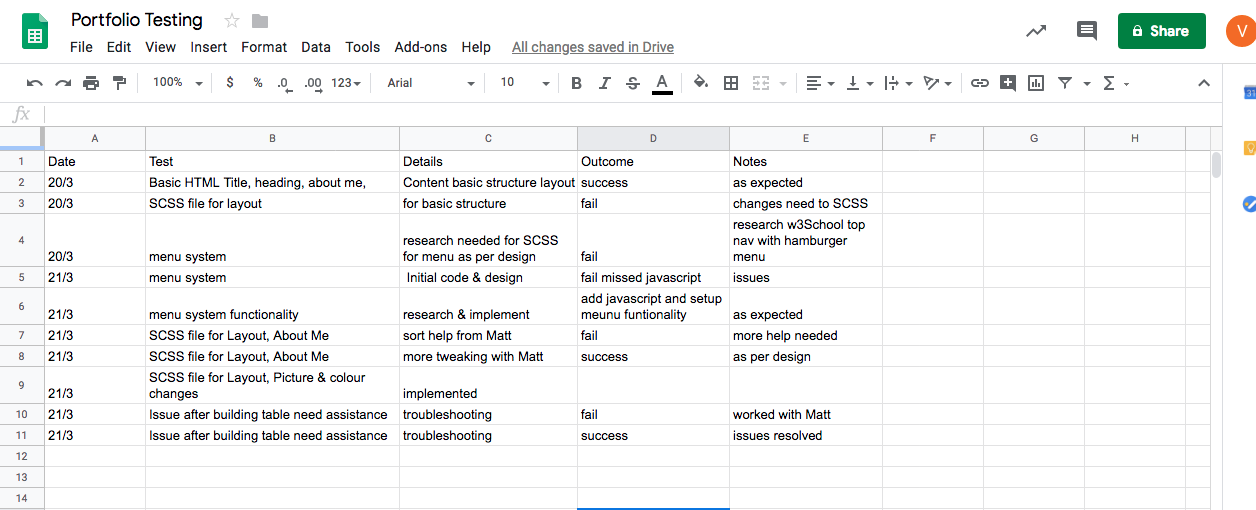 Portfolio Testing
File Edit View Insert Format Data Tools Add-ons Help All changes saved in Drive
Share
V
100% $ % .0 .00 123 Arial 10 B I S A
fx
A B C D E F G H
1 Date Test Details Outcome Notes
2 20/3 Basic HTML Title, heading, about me, Content basic structure layout success as expected
3 20/3 SCSS file for layout for basic structure fail changes need to SCSS
research w3School top
research needed for SCSS nav with hamburger
4 20/3 menu system for menu as per design fail menu
5 21/3 menu system Initial code & design fail missed javascript issues
add javascript and setup
6 21/3 menu system functionality research & implement meunu funtionality as expected
7 21/3 SCSS file for Layout, About Me sort help from Matt fail more help needed
8 21/3 SCSS file for Layout, About Me more tweaking with Matt success as per design
SCSS file for Layout, Picture & colour
9 21/3 changes implemented
10 21/3 Issue after building table need assistance troubleshooting fail worked with Matt
11 21/3 Issue after building table need assistance troubleshooting success issues resolved
12
13
14
31